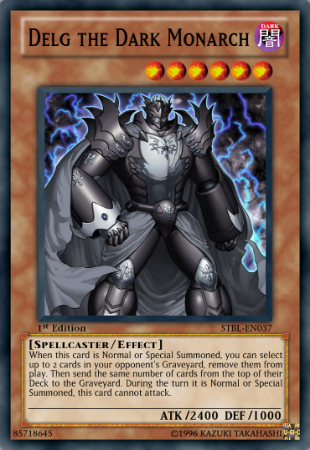 Delg the Dark Monarch
DARK
闇
1st Edition
STBL-EN037
[Spellcaster/Effect]
When this card is Normal or Special Summoned, you can select
up to 2 cards in your opponent's Graveyard, remove them from
play. Then send the same number of cards from the top of their
Deck to the Graveyard. During the turn it is Normal or Special
Summoned, this card cannot attack.
ATK/2400 DEF/1000
85718645
©1996 KAZUKI TAKAHASHI